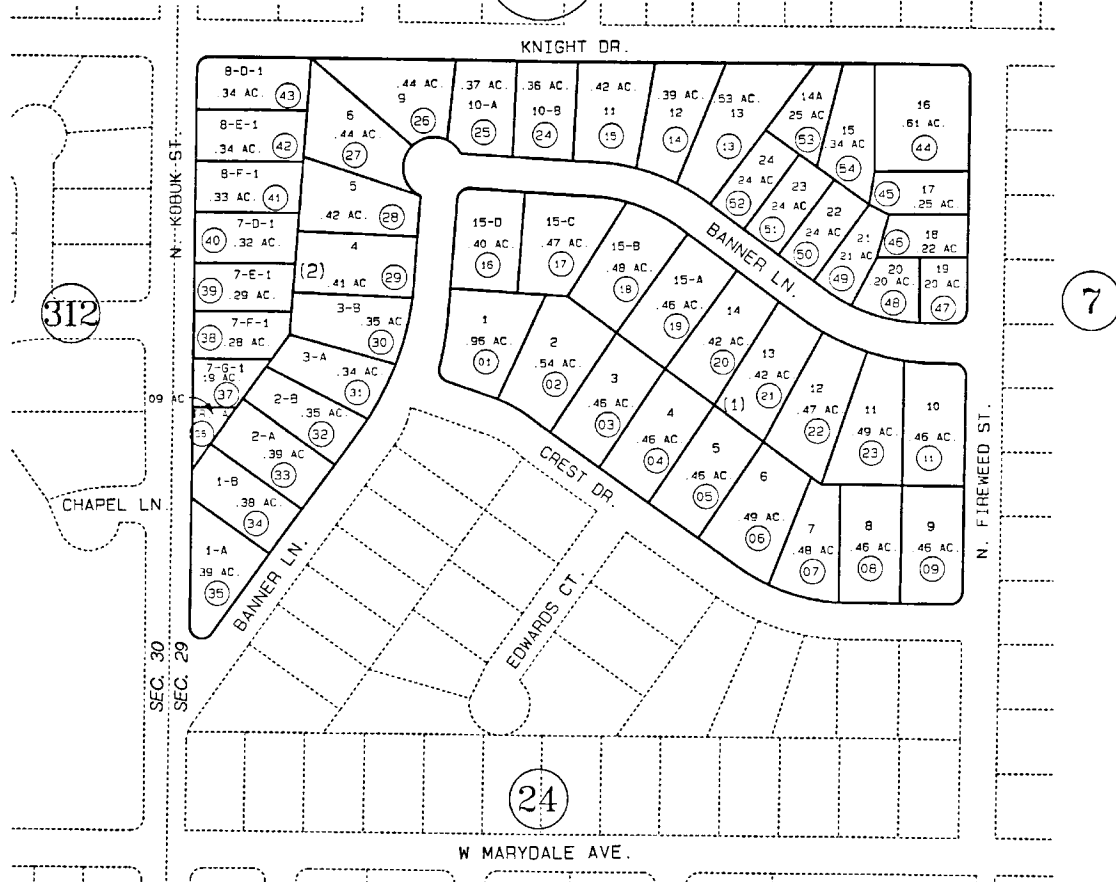 KNIGHT DR.
8-D-1
.34 AC.
43
8-E-1
.34 AC.
42
8-F-1
.33 AC.
41
7-D-1
.32 AC.
40
7-E-1
.29 AC.
39
7-F-1
.28 AC.
38
7-G-1
37
09 AC
6
.44 AC
27
5
.42 AC.
28
4
.41 AC
29
(2)
3-B
.35 AC
30
3-A
.34 AC
31
2-B
.35 AC
32
2-A
.39 AC
33
1-B
.38 AC
34
1-A
.39 AC.
35
.44 AC.
9
26
.37 AC.
10-A
25
.36 AC.
10-B
24
.42 AC.
11
15
.39 AC.
12
14
.53 AC.
13
13
14A
25 AC
53
15
.34 AC
54
16
.61 AC.
44
45
17
.25 AC.
46
18
22 AC
19
20 AC
47
20
.20 AC
48
21
21 AC
49
22
24 AC
50
23
24 AC
51
24
24 AC
52
15-D
.40 AC
16
15-C
.47 AC.
17
15-B
.48 AC
18
15-A
.46 AC
19
14
.42 AC
20
13
.42 AC
21
(1)
12
.47 AC
22
11
.49 AC
23
10
.46 AC
11
1
.96 AC
01
2
.54 AC
02
3
.46 AC
03
4
.46 AC
04
5
.46 AC
05
6
.49 AC
06
7
.48 AC
07
8
.46 AC
08
9
.46 AC
09
BANNER LN.
CREST DR.
BANNER LN.
EDWARDS CT.
N. KOBUK ST.
N. FIREWEED ST.
CHAPEL LN.
SEC. 30
SEC. 29
312
7
24
W MARYDALE AVE.